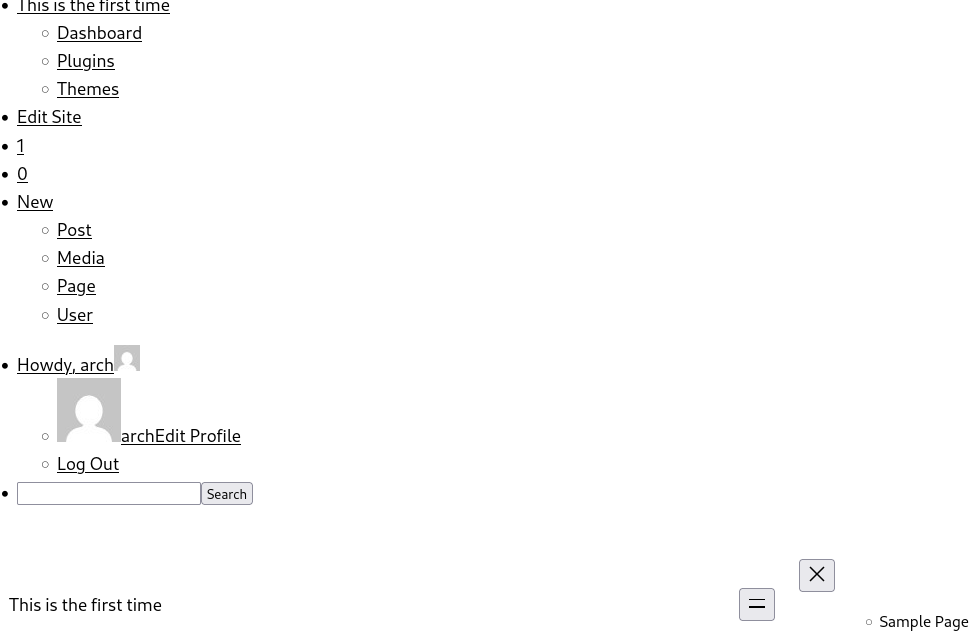 This is the first time
Dashboard
Plugins
Themes
Edit Site
1
0
New
Post
Media
Page
User
Howdy, arch
archEdit Profile
Log Out
Search
This is the first time
Sample Page